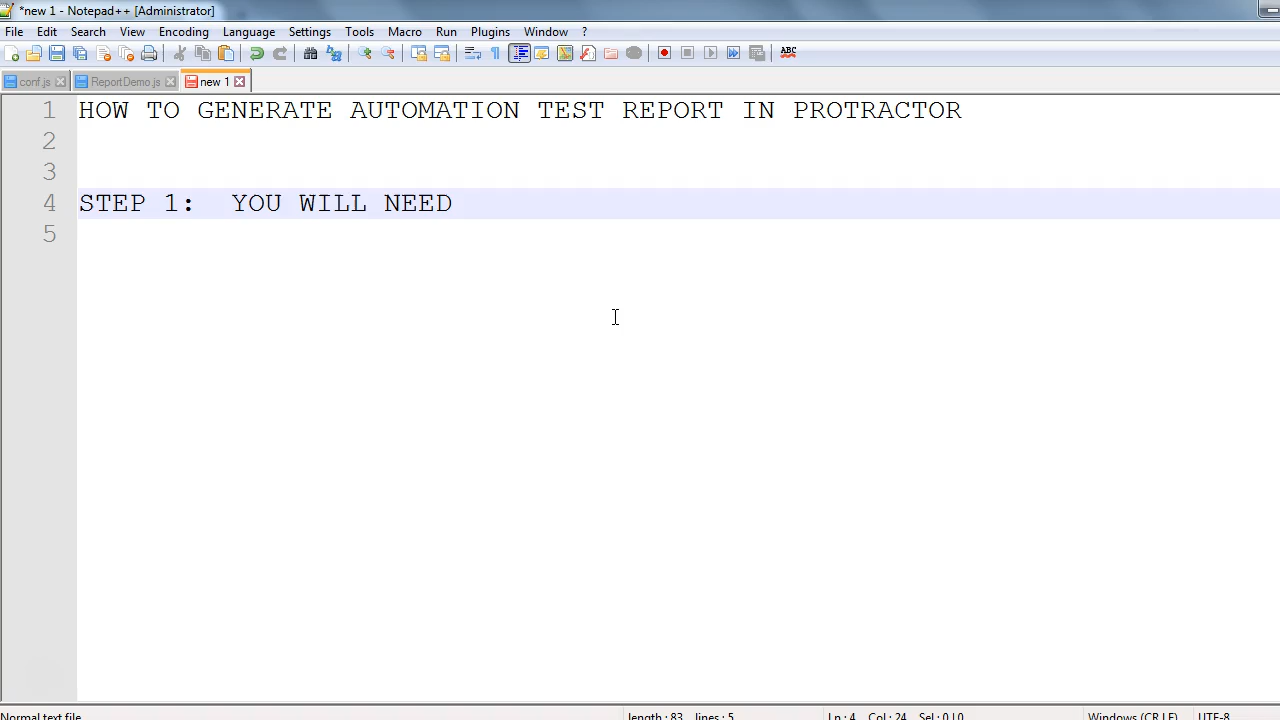 *new 1 - Notepad++ [Administrator]
File Edit Search View Encoding Language Settings Tools Macro Run Plugins Window ?
ABC
conf.js ReportDemo.js new 1
1 HOW TO GENERATE AUTOMATION TEST REPORT IN PROTRACTOR
2
3
4 STEP 1:  YOU WILL NEED
5
Normal text file length : 83 lines : 5 Ln : 4 Col : 24 Sel : 0 | 0 Windows (CR LF) UTF-8